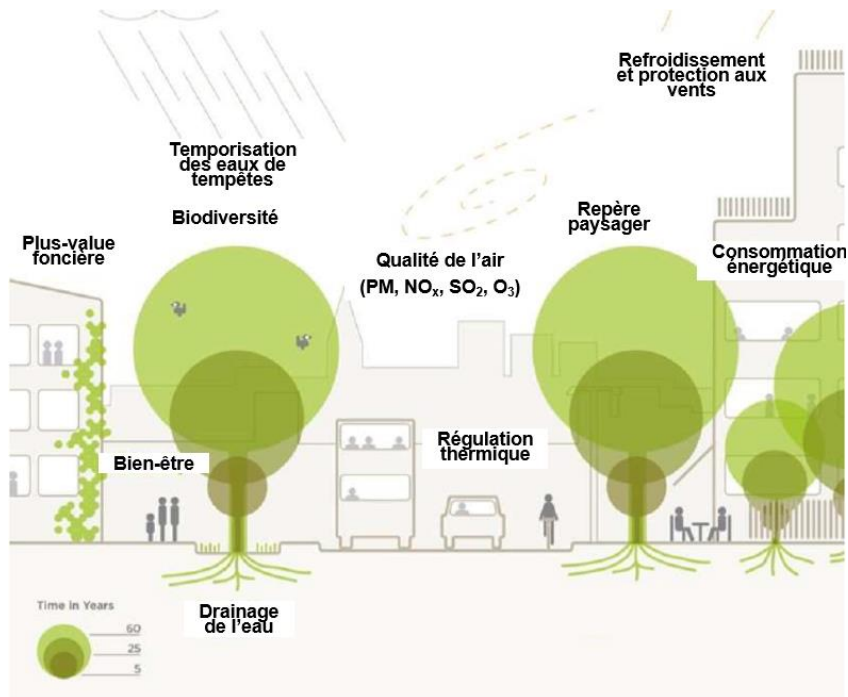 Refroidissement
et protection aux
vents
Temporisation
des eaux de
tempêtes
Biodiversité
Repère
paysager
Plus-value
foncière
Qualité de l'air
(PM, NOₓ, SO₂, O₃)
Consommation
énergétique
Régulation
thermique
Bien-être
Drainage
de l'eau
Time in Years
60
25
5